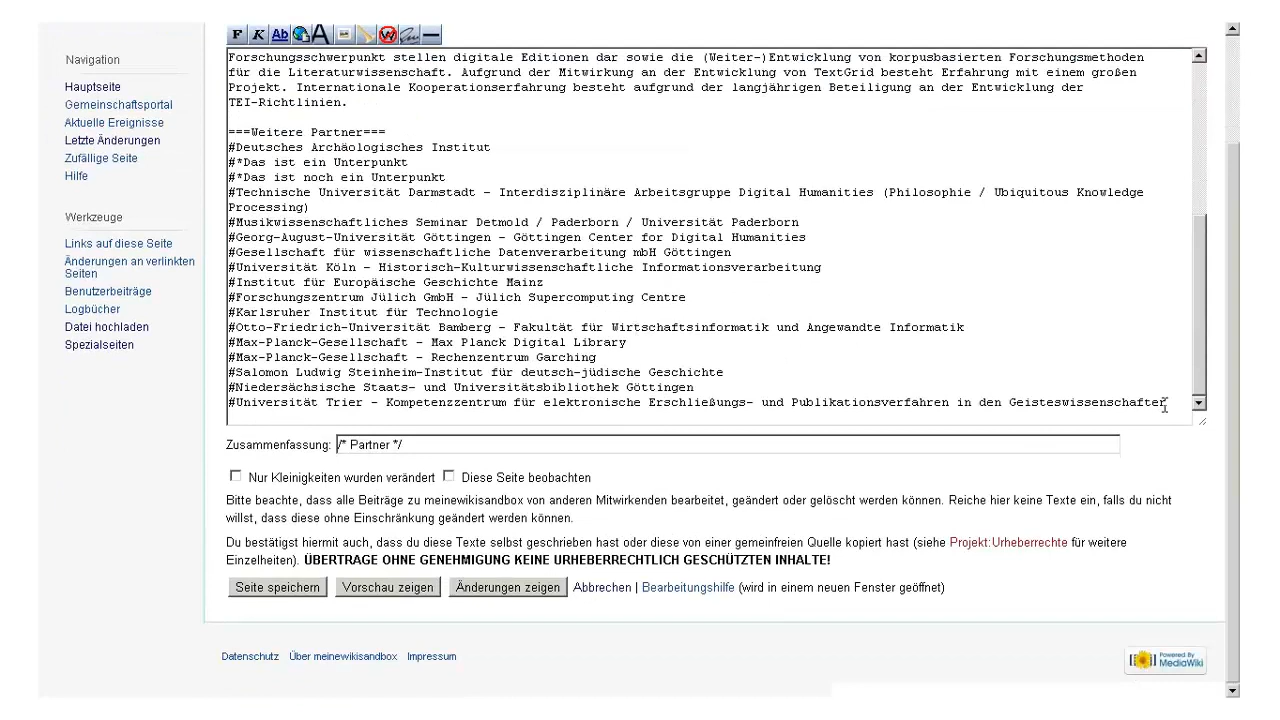 F K Ab A W
Navigation
Hauptseite
Gemeinschaftsportal
Aktuelle Ereignisse
Letzte Änderungen
Zufällige Seite
Hilfe
Werkzeuge
Links auf diese Seite
Änderungen an verlinkten
Seiten
Benutzerbeiträge
Logbücher
Datei hochladen
Spezialseiten
Forschungsschwerpunkt stellen digitale Editionen dar sowie die (Weiter-)Entwicklung von korpusbasierten Forschungsmethoden
für die Literaturwissenschaft. Aufgrund der Mitwirkung an der Entwicklung von TextGrid besteht Erfahrung mit einem großen
Projekt. Internationale Kooperationserfahrung besteht aufgrund der langjährigen Beteiligung an der Entwicklung der
TEI-Richtlinien.
===Weitere Partner===
#Deutsches Archäologisches Institut
#*Das ist ein Unterpunkt
#*Das ist noch ein Unterpunkt
#Technische Universität Darmstadt - Interdisziplinäre Arbeitsgruppe Digital Humanities (Philosophie / Ubiquitous Knowledge
Processing)
#Musikwissenschaftliches Seminar Detmold / Paderborn / Universität Paderborn
#Georg-August-Universität Göttingen - Göttingen Center for Digital Humanities
#Gesellschaft für wissenschaftliche Datenverarbeitung mbH Göttingen
#Universität Köln - Historisch-Kulturwissenschaftliche Informationsverarbeitung
#Institut für Europäische Geschichte Mainz
#Forschungszentrum Jülich GmbH - Jülich Supercomputing Centre
#Karlsruher Institut für Technologie
#Otto-Friedrich-Universität Bamberg - Fakultät für Wirtschaftsinformatik und Angewandte Informatik
#Max-Planck-Gesellschaft - Max Planck Digital Library
#Max-Planck-Gesellschaft - Rechenzentrum Garching
#Salomon Ludwig Steinheim-Institut für deutsch-jüdische Geschichte
#Niedersächsische Staats- und Universitätsbibliothek Göttingen
#Universität Trier - Kompetenzzentrum für elektronische Erschließungs- und Publikationsverfahren in den Geisteswissenschaften
Zusammenfassung: /* Partner */
Nur Kleinigkeiten wurden verändert Diese Seite beobachten
Bitte beachte, dass alle Beiträge zu meinewikisandbox von anderen Mitwirkenden bearbeitet, geändert oder gelöscht werden können. Reiche hier keine Texte ein, falls du nicht
willst, dass diese ohne Einschränkung geändert werden können.
Du bestätigst hiermit auch, dass du diese Texte selbst geschrieben hast oder diese von einer gemeinfreien Quelle kopiert hast (siehe Projekt:Urheberrechte für weitere
Einzelheiten). ÜBERTRAGE OHNE GENEHMIGUNG KEINE URHEBERRECHTLICH GESCHÜTZTEN INHALTE!
Seite speichern Vorschau zeigen Änderungen zeigen Abbrechen | Bearbeitungshilfe (wird in einem neuen Fenster geöffnet)
Datenschutz Über meinewikisandbox Impressum
Powered By
MediaWiki